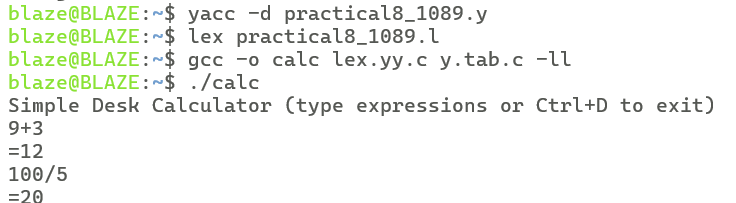 blaze@BLAZE:~$ yacc -d practical8_1089.y
blaze@BLAZE:~$ lex practical8_1089.l
blaze@BLAZE:~$ gcc -o calc lex.yy.c y.tab.c -ll
blaze@BLAZE:~$ ./calc
Simple Desk Calculator (type expressions or Ctrl+D to exit)
9+3
=12
100/5
=20